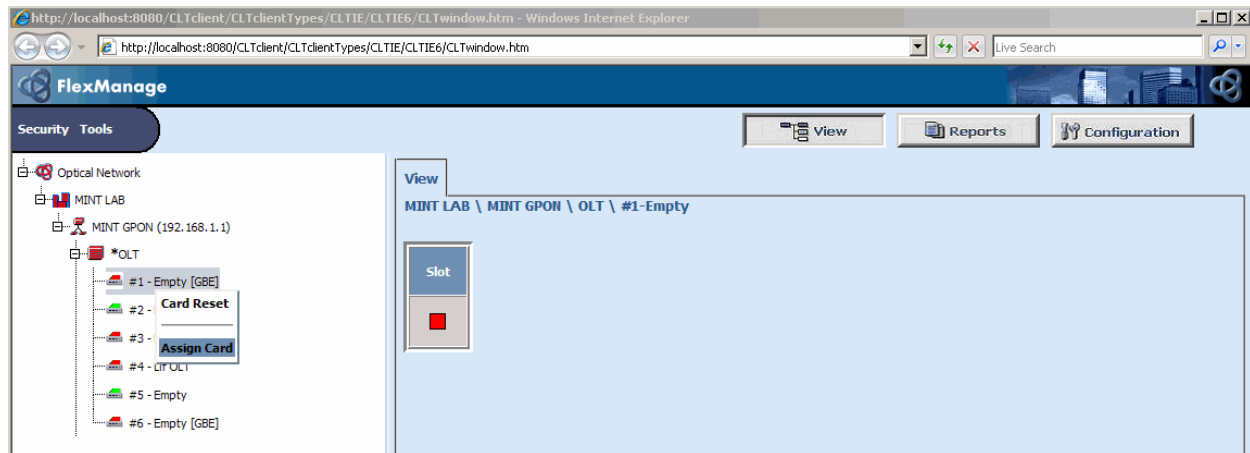 http://localhost:8080/CLTclient/CLTclientTypes/CLTIE/CLTIE6/CLTwindow.htm - Windows Internet Explorer
http://localhost:8080/CLTclient/CLTclientTypes/CLTIE/CLTIE6/CLTwindow.htm
Live Search
FlexManage
Security Tools
View Reports Configuration
Optical Network
MINT LAB
MINT GPON (192.168.1.1)
*OLT
#1 - Empty [GBE]
Card Reset
#2 -
#3 -
Assign Card
#4 - OLT
#5 - Empty
#6 - Empty [GBE]
View
MINT LAB \ MINT GPON \ OLT \ #1-Empty
Slot